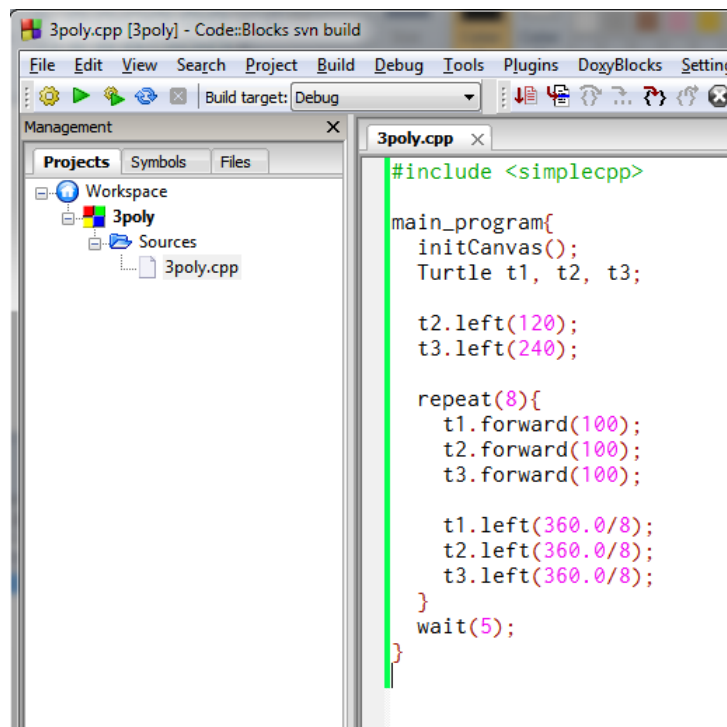 3poly.cpp [3poly] - Code::Blocks svn build
File Edit View Search Project Build Debug Tools Plugins DoxyBlocks
Build target: Debug
Management X
Projects Symbols Files
Workspace
3poly
Sources
3poly.cpp
3poly.cpp
#include <simplecpp>
main_program{
initCanvas();
Turtle t1, t2, t3;
t2.left(120);
t3.left(240);
repeat(8){
t1.forward(100);
t2.forward(100);
t3.forward(100);
t1.left(360.0/8);
t2.left(360.0/8);
t3.left(360.0/8);
}
wait(5);
}